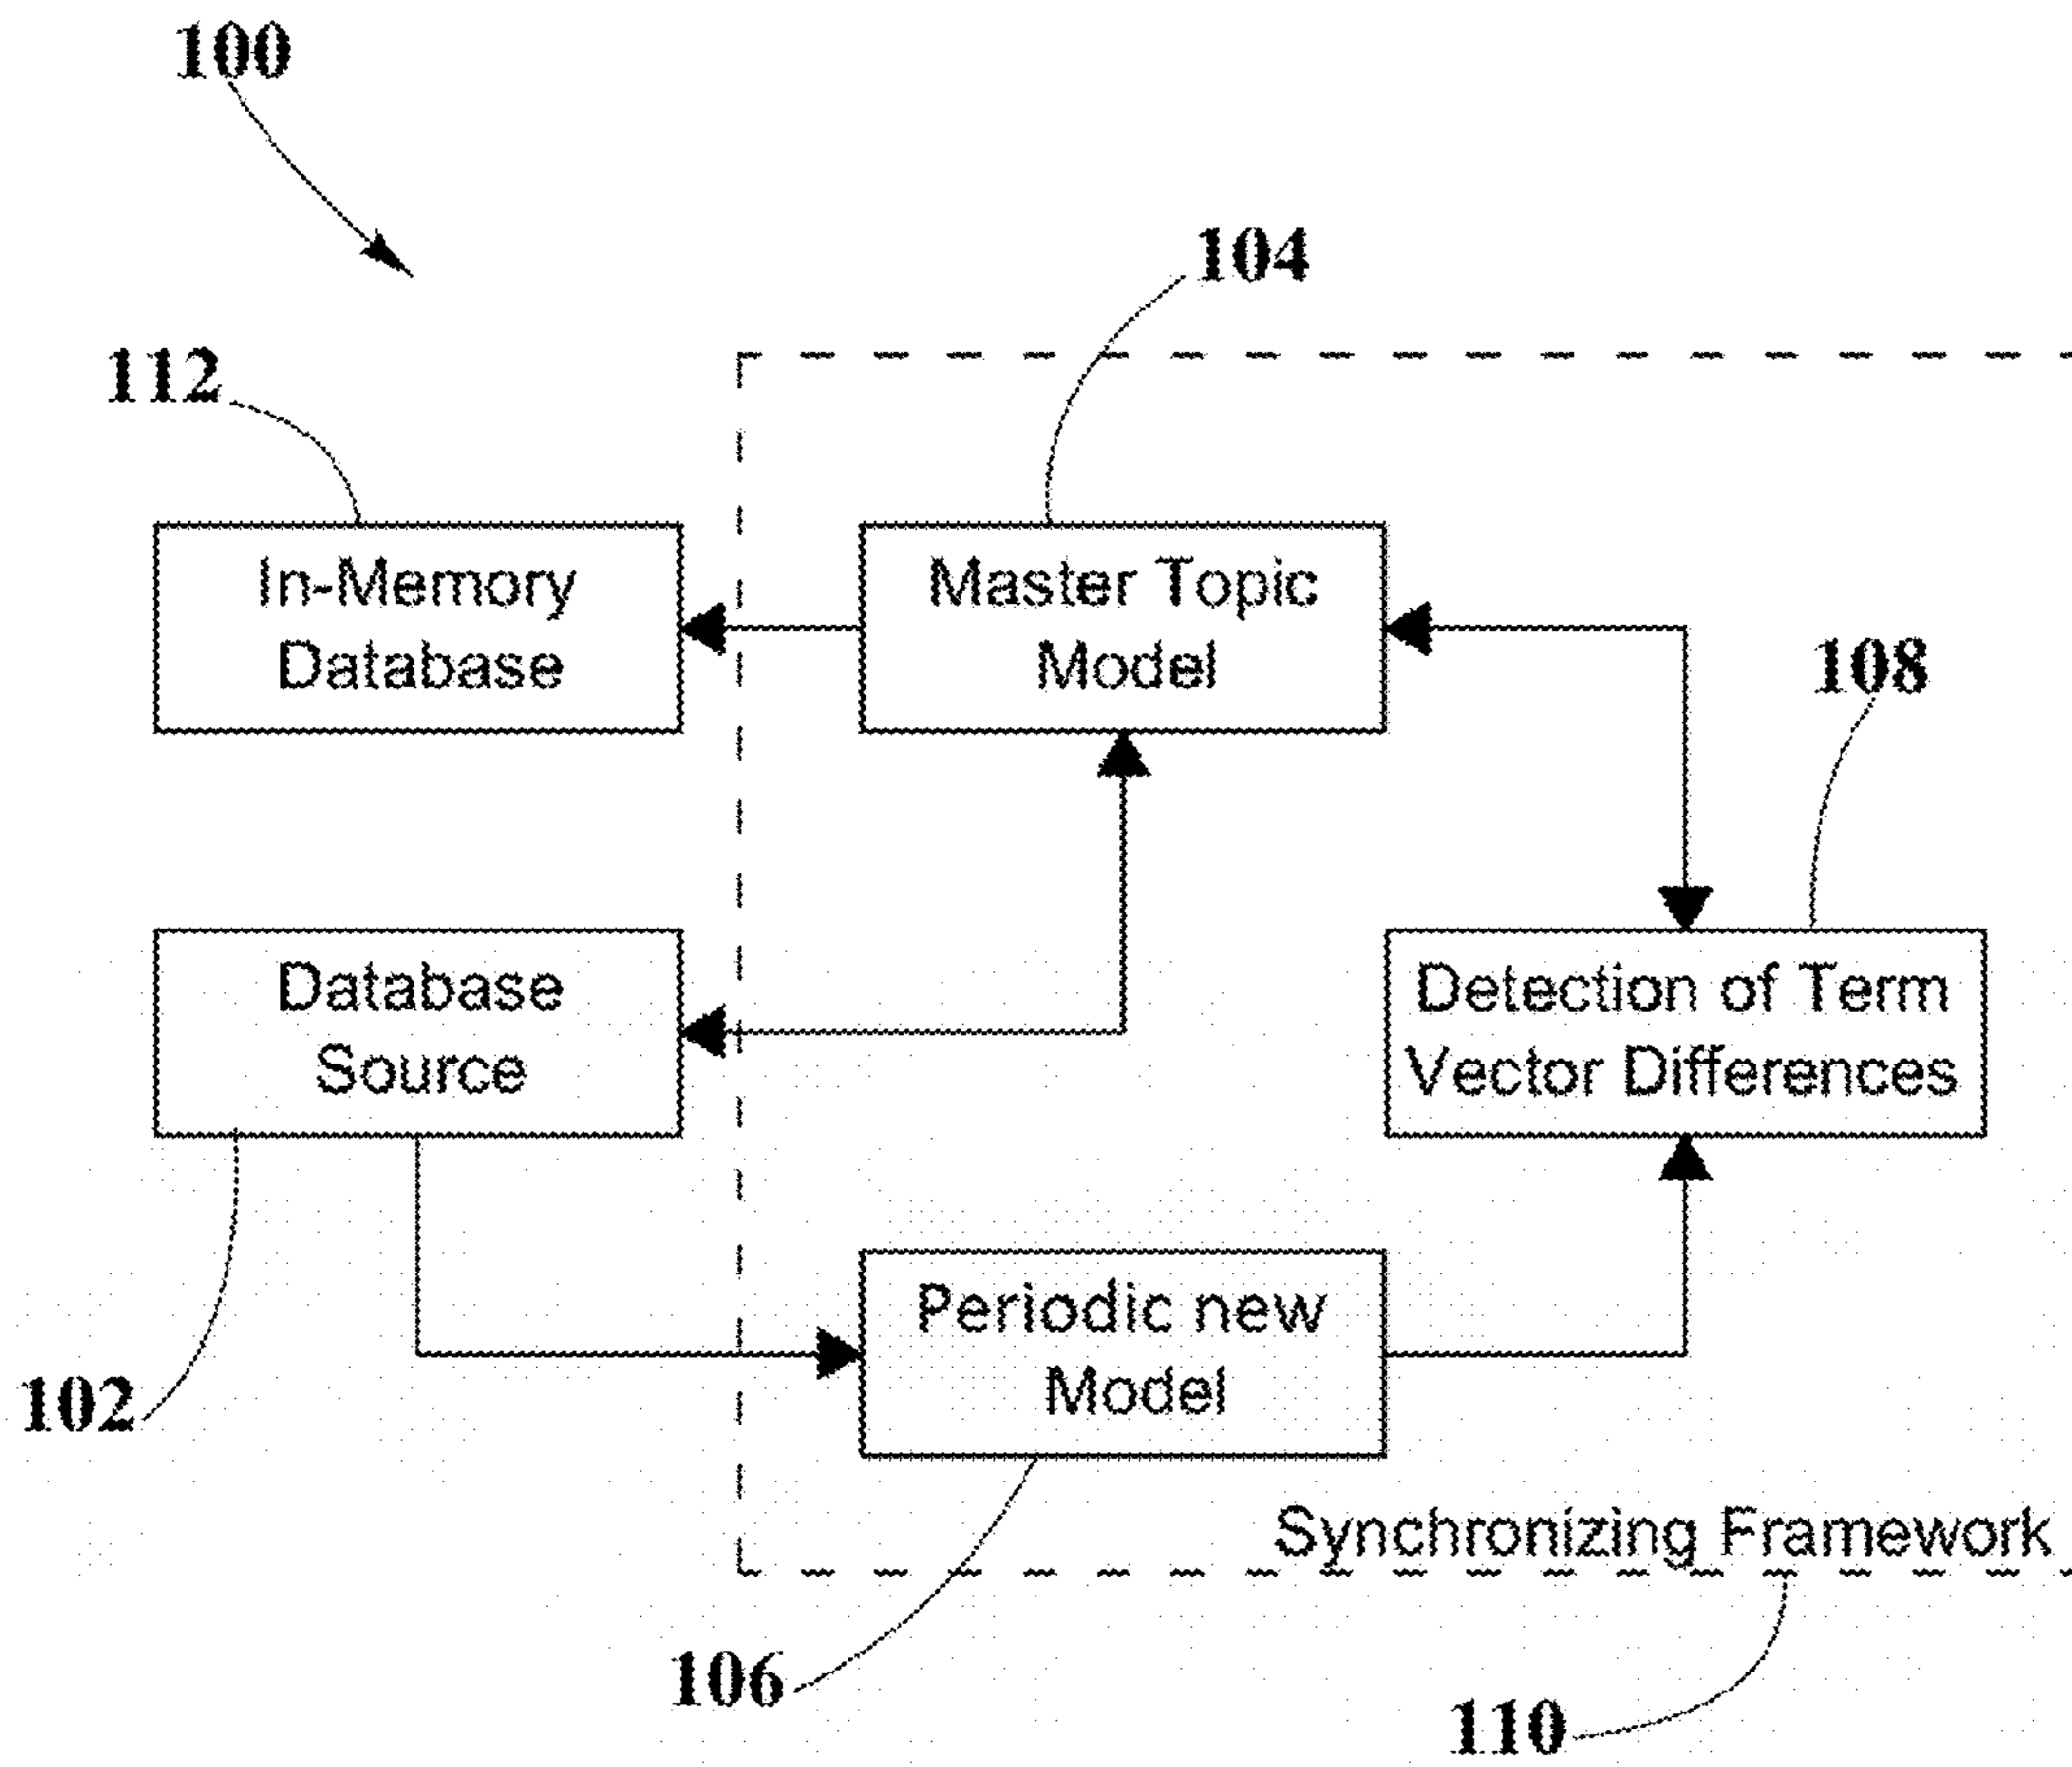 100
104
112
In-Memory
Database
Master Topic
Model
108
Database
Source
Detection of Term
Vector Differences
Periodic new
Model
102
Synchronizing Framework
106
110